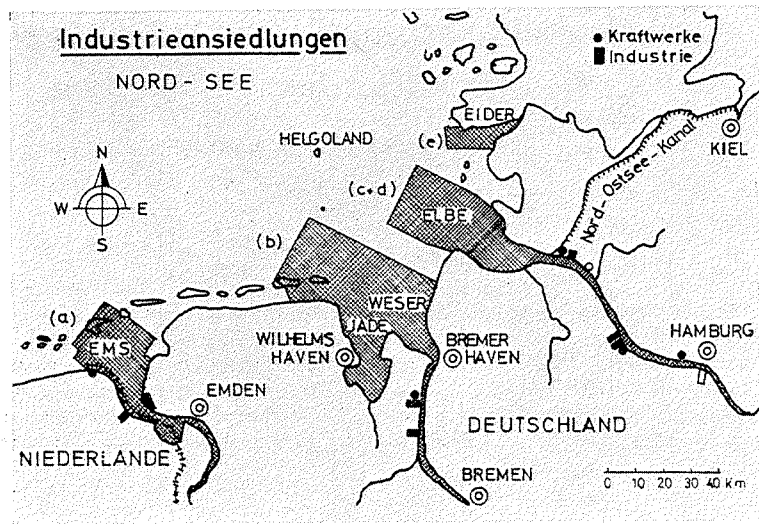 Industrieansiedlungen
NORD - SEE
Kraftwerke
Industrie
EIDER
(e)
HELGOLAND
KIEL
Nord-Ostsee-Kanal
N
W E
S
(c+d)
ELBE
(b)
WESER
JADE
(a)
EMS
WILHELMS
HAVEN
BREMER
HAVEN
HAMBURG
EMDEN
DEUTSCHLAND
NIEDERLANDE
BREMEN
0 10 20 30 40 km